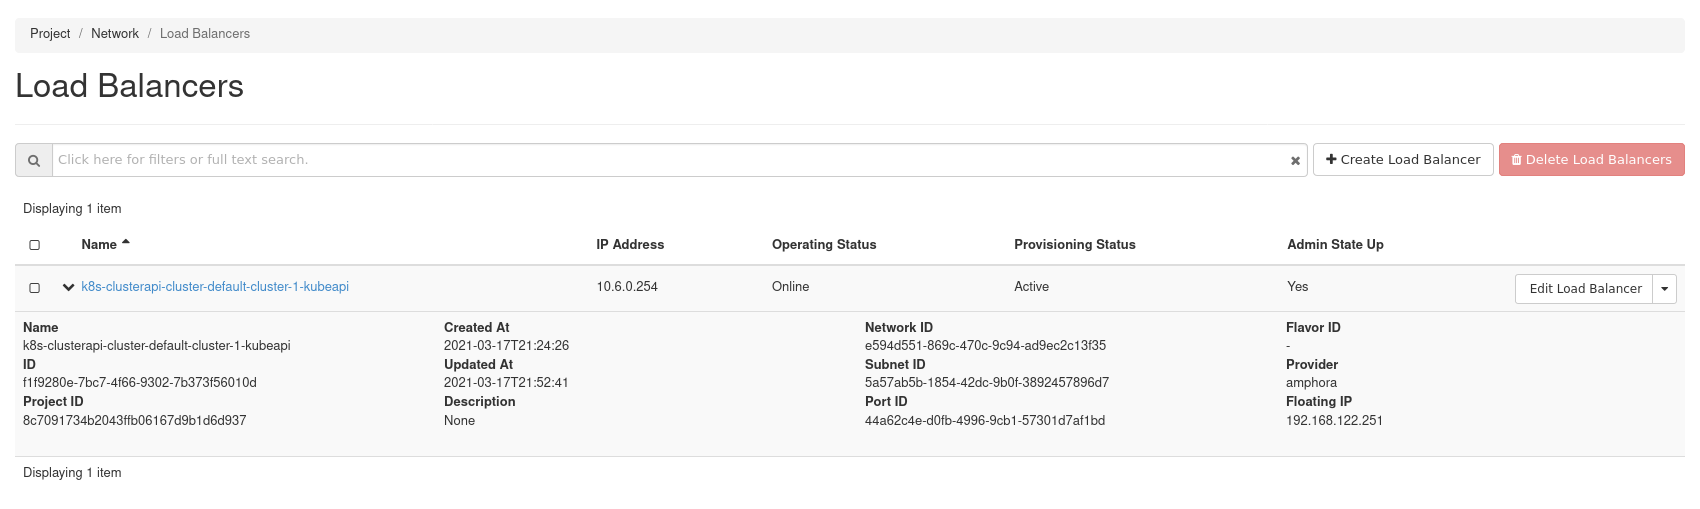 Project / Network / Load Balancers
Load Balancers
Click here for filters or full text search. Create Load Balancer Delete Load Balancers
Displaying 1 item
Name IP Address Operating Status Provisioning Status Admin State Up
k8s-clusterapi-cluster-default-cluster-1-kubeapi 10.6.0.254 Online Active Yes Edit Load Balancer
Name Created At Network ID Flavor ID
k8s-clusterapi-cluster-default-cluster-1-kubeapi 2021-03-17T21:24:26 e594d551-869c-470c-9c94-ad9ec2c13f35 -
ID Updated At Subnet ID Provider
f1f9280e-7bc7-4f66-9302-7b373f56010d 2021-03-17T21:52:41 5a57ab5b-1854-42dc-9b0f-3892457896d7 amphora
Project ID Description Port ID Floating IP
8c7091734b2043ffb06167d9b1d6d937 None 44a62c4e-d0fb-4996-9cb1-57301d7af1bd 192.168.122.251
Displaying 1 item